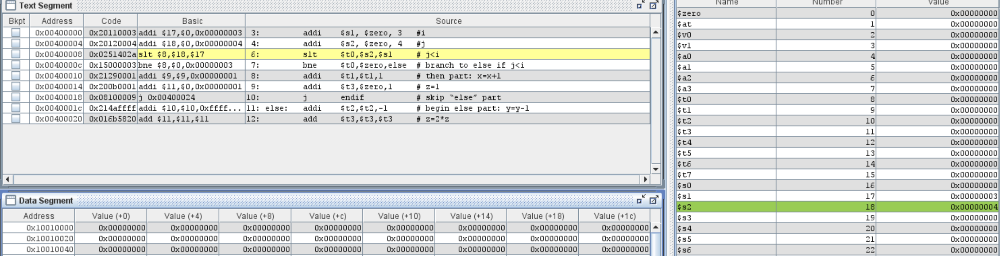 Text Segment
Bkpt Address Code Basic Source
0x00400000 0x20110003 addi $17,$0,0x00000003 3: addi $s1, $zero, 3 #i
0x00400004 0x20120004 addi $18,$0,0x00000004 4: addi $s2, $zero, 4 #j
0x00400008 0x0251402a slt $8,$18,$17 6: slt $t0,$s2,$s1 # j<i
0x0040000c 0x15000003 bne $8,$0,0x00000003 7: bne $t0,$zero,else # branch to else if j<i
0x00400010 0x21290001 addi $9,$9,0x00000001 8: addi $t1,$t1,1 # then part: x=x+1
0x00400014 0x200b0001 addi $11,$0,0x00000001 9: addi $t3,$zero,1 # z=1
0x00400018 0x08100009 j 0x00400024 10: j endif # skip “else” part
0x0040001c 0x214affff addi $10,$10,0xffff... 11: else: addi $t2,$t2,-1 # begin else part: y=y-1
0x00400020 0x016b5820 add $11,$11,$11 12: add $t3,$t3,$t3 # z=2*z
Data Segment
Address Value (+0) Value (+4) Value (+8) Value (+c) Value (+10) Value (+14) Value (+18) Value (+1c)
0x10010000 0x00000000 0x00000000 0x00000000 0x00000000 0x00000000 0x00000000 0x00000000 0x00000000
0x10010020 0x00000000 0x00000000 0x00000000 0x00000000 0x00000000 0x00000000 0x00000000 0x00000000
0x10010040 0x00000000 0x00000000 0x00000000 0x00000000 0x00000000 0x00000000 0x00000000 0x00000000
Name Number Value
$zero 0 0x00000000
$at 1 0x00000000
$v0 2 0x00000000
$v1 3 0x00000000
$a0 4 0x00000000
$a1 5 0x00000000
$a2 6 0x00000000
$a3 7 0x00000000
$t0 8 0x00000000
$t1 9 0x00000000
$t2 10 0x00000000
$t3 11 0x00000000
$t4 12 0x00000000
$t5 13 0x00000000
$t6 14 0x00000000
$t7 15 0x00000000
$s0 16 0x00000000
$s1 17 0x00000003
$s2 18 0x00000004
$s3 19 0x00000000
$s4 20 0x00000000
$s5 21 0x00000000
$s6 22 0x00000000